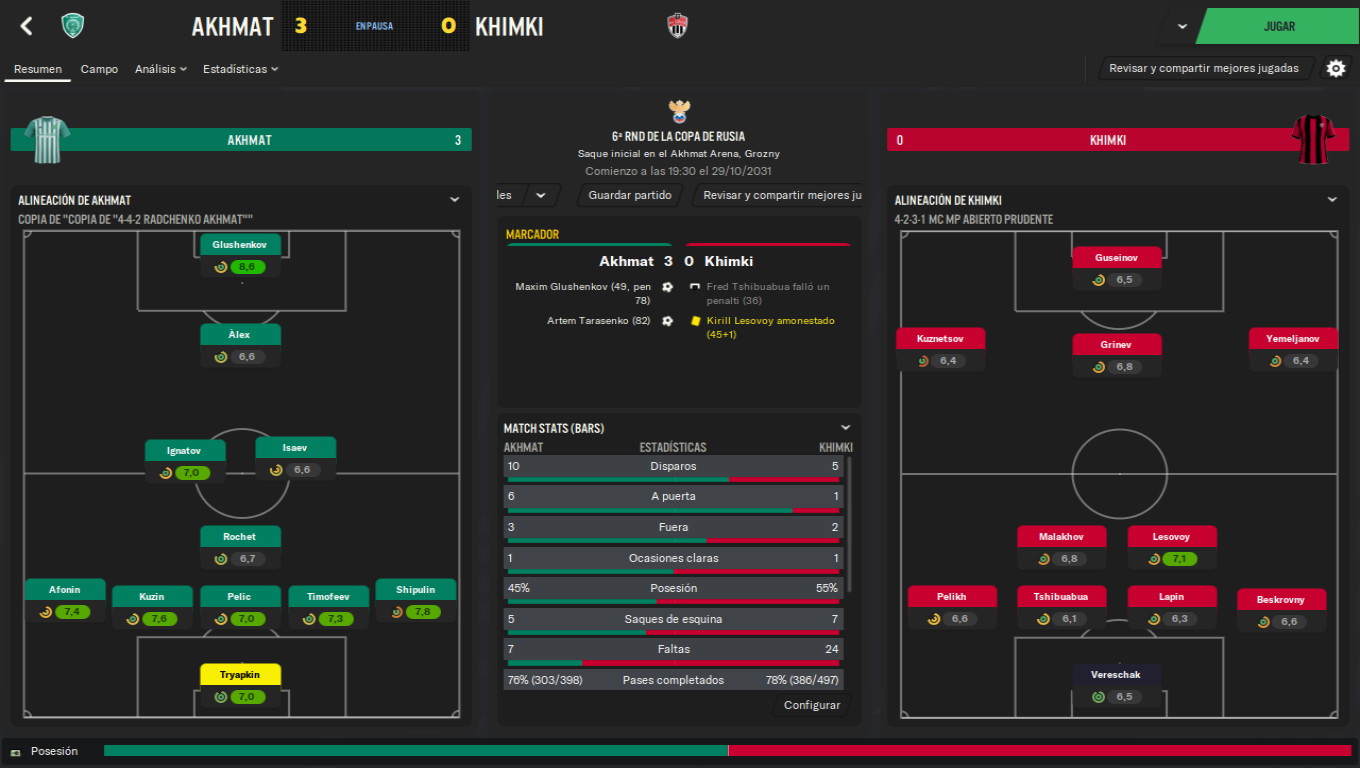 AKHMAT
3
EN PAUSA
0
KHIMKI
JUGAR
Resumen
Campo
Análisis
Estadísticas
Revisar y compartir mejores jugadas
AKHMAT
3
6ª RND DE LA COPA DE RUSIA
Saque inicial en el Akhmat Arena, Grozny
Comienzo a las 19:30 el 29/10/2031
0
KHIMKI
les
Guardar partido
Revisar y compartir mejores ju
ALINEACIÓN DE AKHMAT
COPIA DE "COPIA DE "4-4-2 RADCHENKO AKHMAT""
Glushenkov
8,6
Àlex
6,6
Ignatov
7,0
Isaev
6,6
Rochet
6,7
Afonin
7,4
Kuzin
7,6
Pelic
7,0
Timofeev
7,3
Shipulin
7,8
Tryapkin
7,0
MARCADOR
Akhmat 3 0 Khimki
Maxim Glushenkov (49, pen
78)
Artem Tarasenko (82)
Fred Tshibuabua falló un
penalti (36)
Kirill Lesovoy amonestado
(45+1)
MATCH STATS (BARS)
AKHMAT ESTADÍSTICAS KHIMKI
10 Disparos 5
6 A puerta 1
3 Fuera 2
1 Ocasiones claras 1
45% Posesión 55%
5 Saques de esquina 7
7 Faltas 24
76% (303/398) Pases completados 78% (386/497)
Configurar
ALINEACIÓN DE KHIMKI
4-2-3-1 MC MP ABIERTO PRUDENTE
Guseinov
6,5
Kuznetsov
6,4
Grinev
6,8
Yemeljanov
6,4
Malakhov
6,8
Lesovoy
7,1
Pelikh
6,6
Tshibuabua
6,1
Lapin
6,3
Beskrovny
6,6
Vereschak
6,5
Posesión